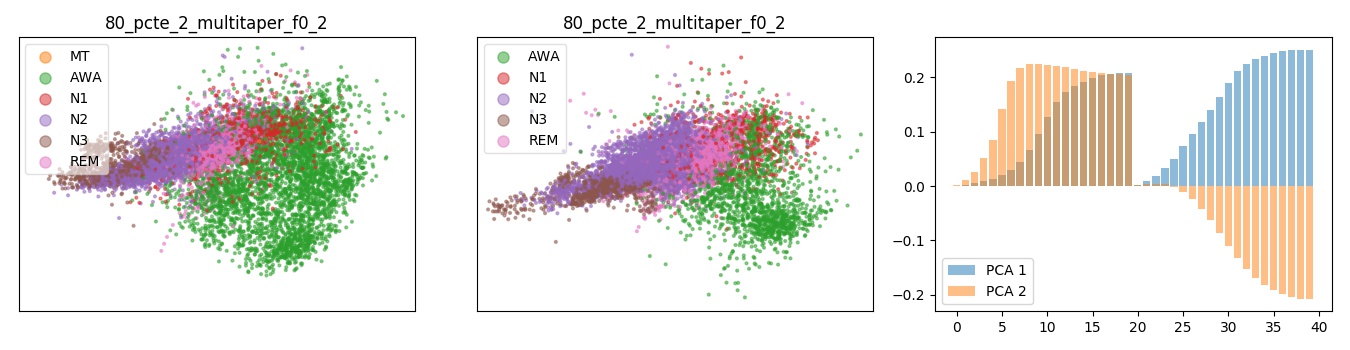 80_pcte_2_multitaper_f0_2
MT
AWA
N1
N2
N3
REM
80_pcte_2_multitaper_f0_2
AWA
N1
N2
N3
REM
0.2
0.1
0.0
−0.1
−0.2
PCA 1
PCA 2
0 5 10 15 20 25 30 35 40